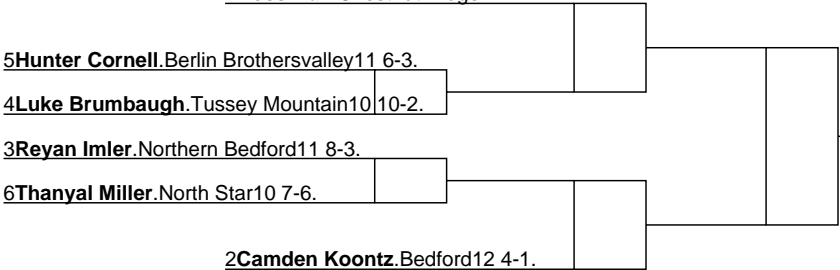 5Hunter Cornell.Berlin Brothersvalley11 6-3.
4Luke Brumbaugh.Tussey Mountain10 10-2.
3Reyan Imler.Northern Bedford11 8-3.
6Thanyal Miller.North Star10 7-6.
2Camden Koontz.Bedford12 4-1.